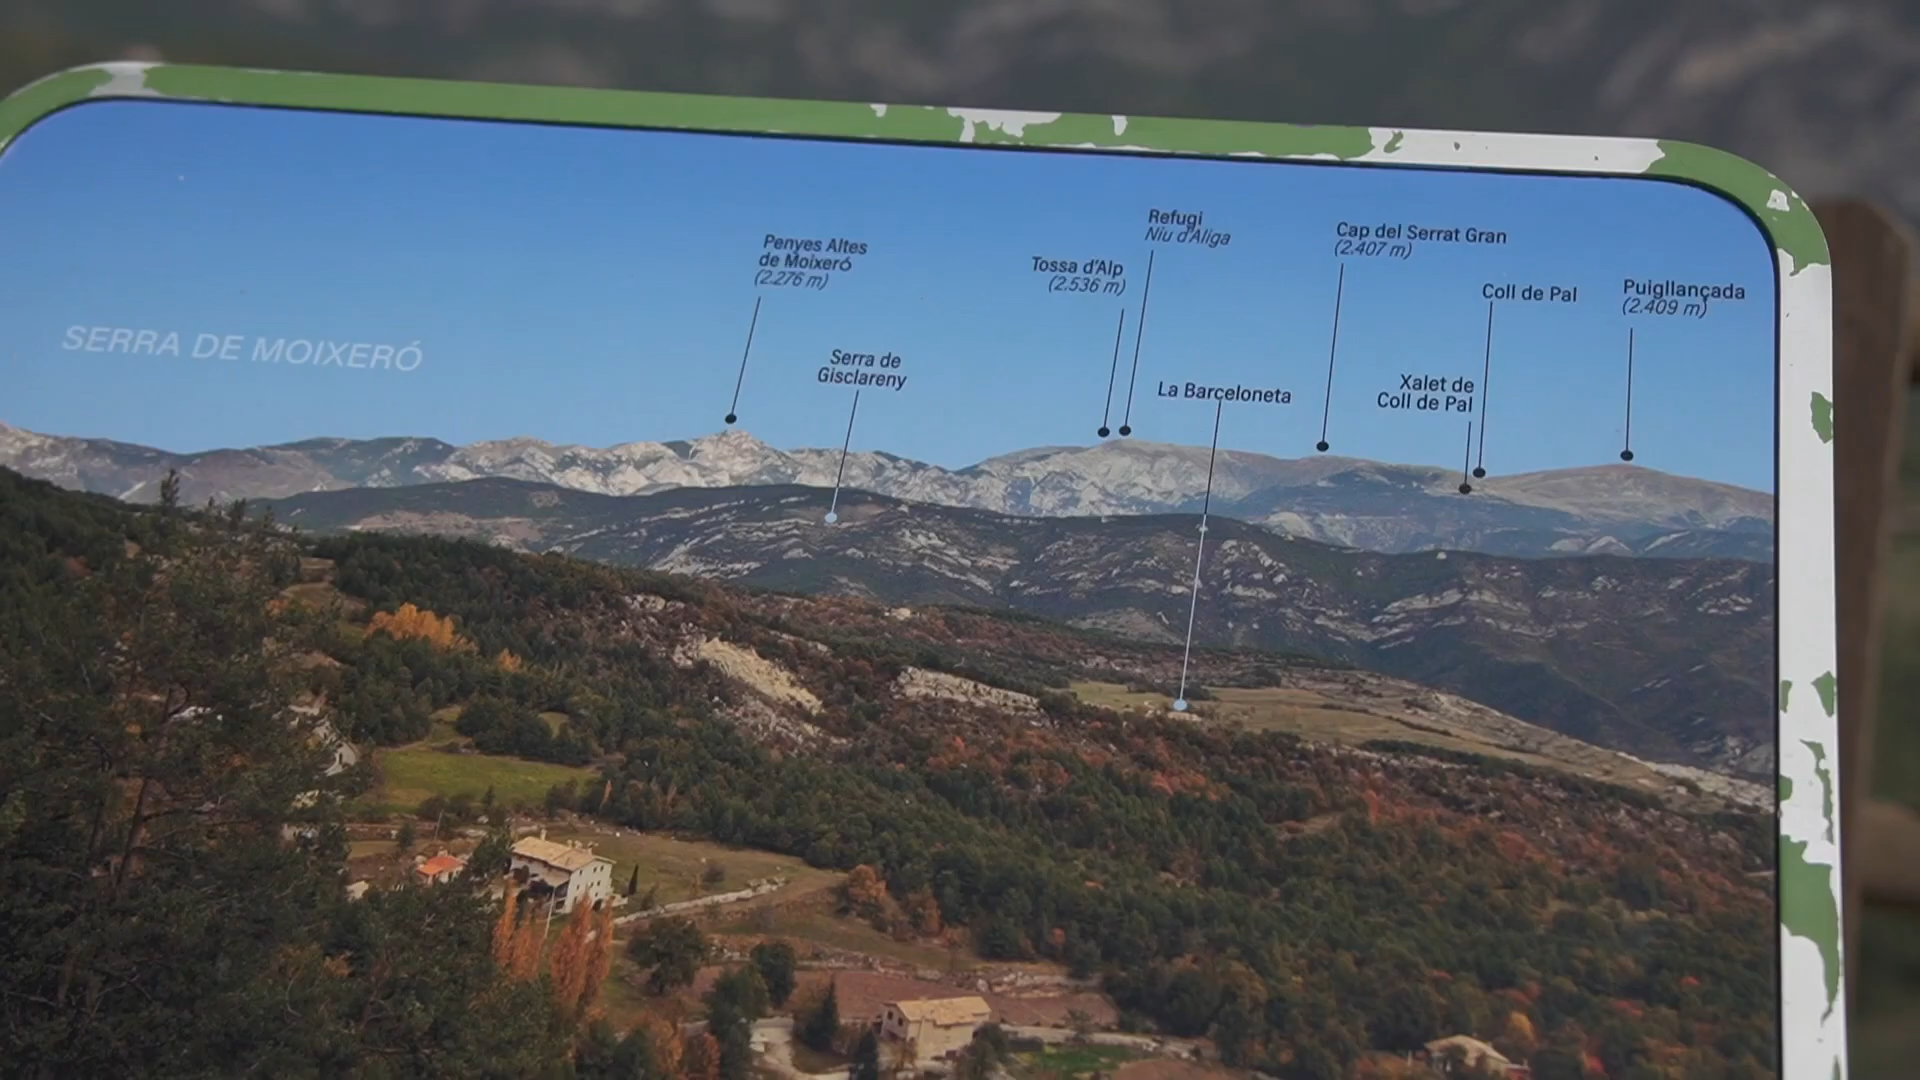 SERRA DE MOIXERÓ
Penyes Altes
de Moixeró
(2.276 m)
Serra de
Gisclareny
Tossa d'Alp
(2.536 m)
Refugi
Niu d'Àliga
La Barceloneta
Cap del Serrat Gran
(2.407 m)
Xalet de
Coll de Pal
Coll de Pal
Puigllançada
(2.409 m)